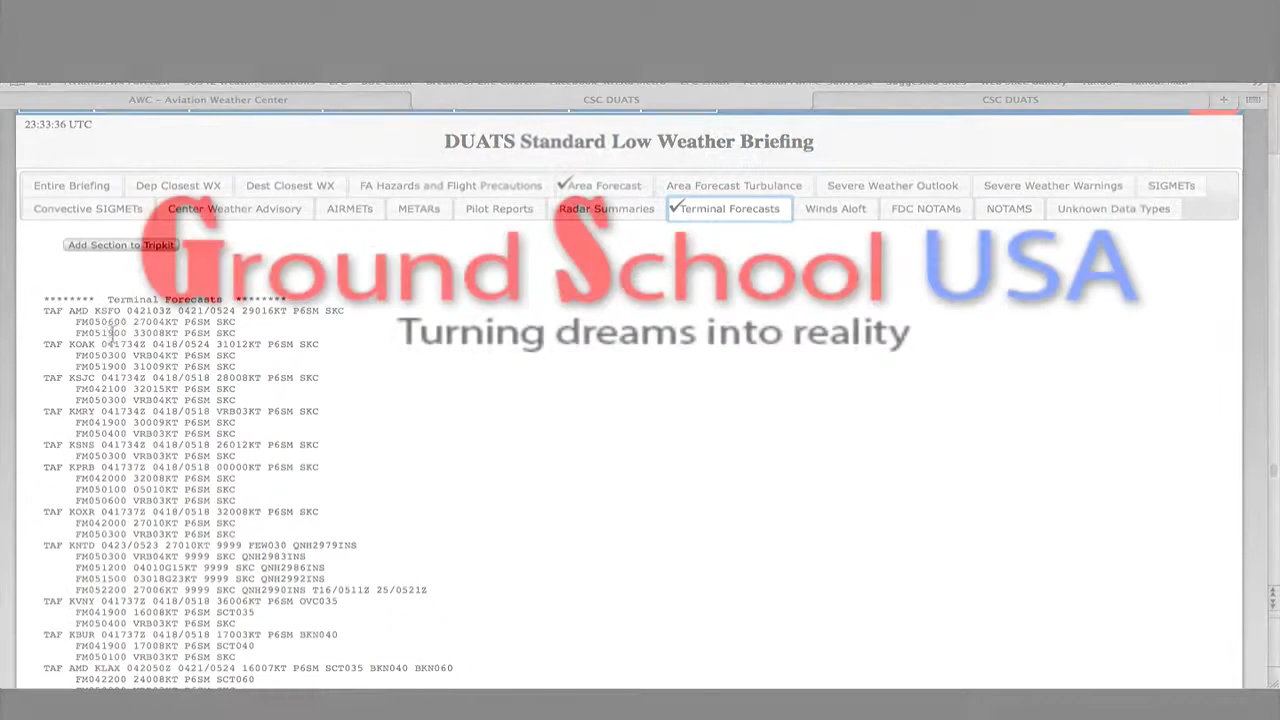 AWC – Aviation Weather Center CSC DUATS CSC DUATS +
23:33:36 UTC
DUATS Standard Low Weather Briefing
Entire Briefing Dep Closest WX Dest Closest WX FA Hazards and Flight Precautions Area Forecast Area Forecast Turbulance Severe Weather Outlook Severe Weather Warnings SIGMETs
Convective SIGMETs Center Weather Advisory AIRMETs METARs Pilot Reports Radar Summaries Terminal Forecasts Winds Aloft FDC NOTAMs NOTAMS Unknown Data Types
Add Section to Tripkit
Ground School USA
Turning dreams into reality
******** Terminal Forecasts ********
TAF AMD KSFO 042103Z 0421/0524 29016KT P6SM SKC
FM050600 27004KT P6SM SKC
FM051900 33008KT P6SM SKC
TAF KOAK 041734Z 0418/0524 31012KT P6SM SKC
FM050300 VRB04KT P6SM SKC
FM051900 31009KT P6SM SKC
TAF KSJC 041734Z 0418/0518 28008KT P6SM SKC
FM042100 32015KT P6SM SKC
FM050300 VRB04KT P6SM SKC
TAF KMRY 041734Z 0418/0518 VRB03KT P6SM SKC
FM041900 30009KT P6SM SKC
FM050400 VRB03KT P6SM SKC
TAF KSNS 041734Z 0418/0518 26012KT P6SM SKC
FM050300 VRB03KT P6SM SKC
TAF KPRB 041737Z 0418/0518 00000KT P6SM SKC
FM042000 32008KT P6SM SKC
FM050100 05010KT P6SM SKC
FM050600 VRB03KT P6SM SKC
TAF KOXR 041737Z 0418/0518 32008KT P6SM SKC
FM042000 27010KT P6SM SKC
FM050300 VRB03KT P6SM SKC
TAF KNTD 0423/0523 27010KT 9999 FEW030 QNH2979INS
FM050300 VRB04KT 9999 SKC QNH2983INS
FM051200 04010G15KT 9999 SKC QNH2986INS
FM051500 03018G23KT 9999 SKC QNH2992INS
FM052200 27006KT 9999 SKC QNH2990INS T16/0511Z 25/0521Z
TAF KVNY 041737Z 0418/0518 36006KT OVC035
FM041900 16008KT P6SM SCT035
FM050400 VRB03KT P6SM SKC
TAF KBUR 041737Z 0418/0518 17003KT P6SM BKN040
FM041900 17008KT P6SM SCT040
FM050100 VRB03KT P6SM SKC
TAF AMD KLAX 042050Z 0421/0524 16007KT P6SM SCT035 BKN040 BKN060
FM042200 24008KT P6SM SCT060